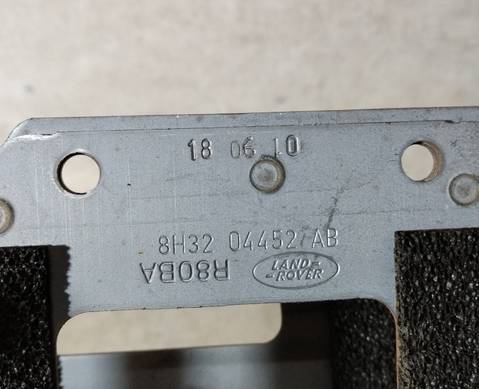 18 06 10
8H32 04452 AB
R80BA
LAND-
-ROVER